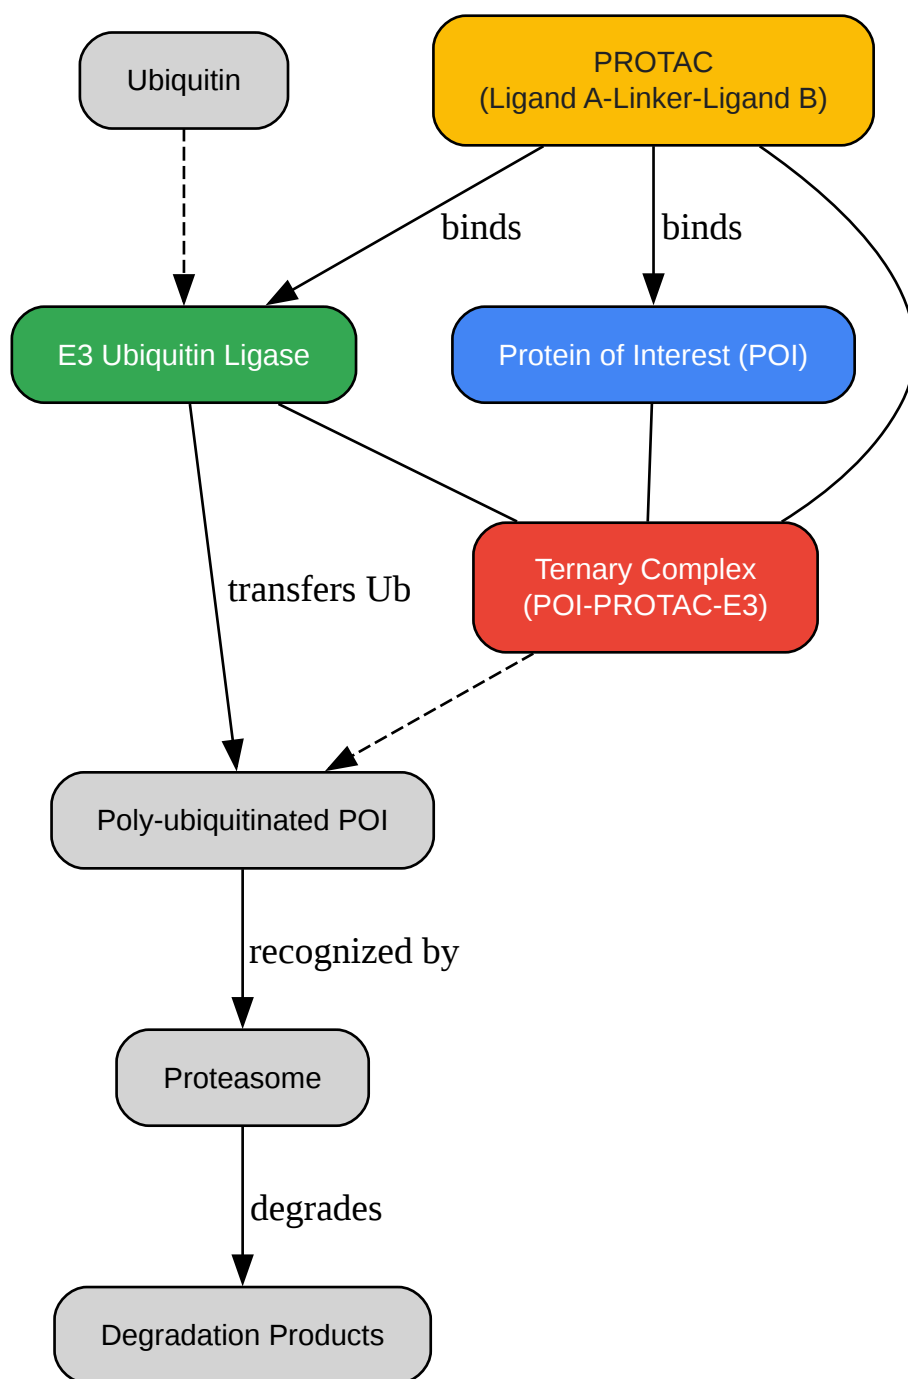 Ubiquitin
PROTAC
(Ligand A-Linker-Ligand B)
binds
binds
E3 Ubiquitin Ligase
Protein of Interest (POI)
transfers Ub
Ternary Complex
(POI-PROTAC-E3)
Poly-ubiquitinated POI
recognized by
Proteasome
degrades
Degradation Products